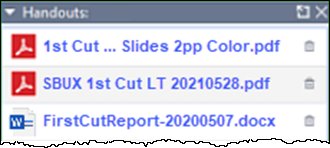 Handouts:
1st Cut ... Slides 2pp Color.pdf
SBUX 1st Cut LT 20210528.pdf
FirstCutReport-20200507.docx